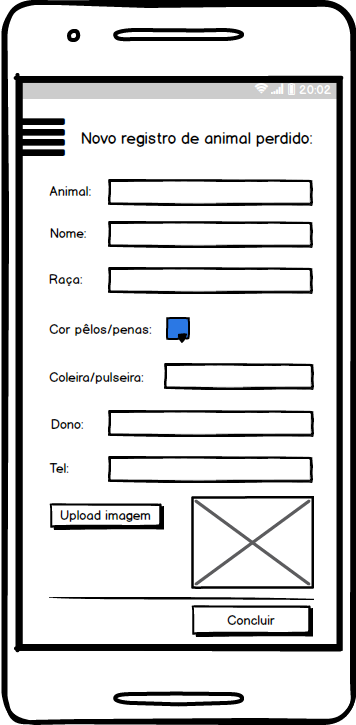 20:02
Novo registro de animal perdido:
Animal:
Nome:
Raça:
Cor pêlos/penas:
Coleira/pulseira:
Dono:
Tel:
Upload imagem
Concluir